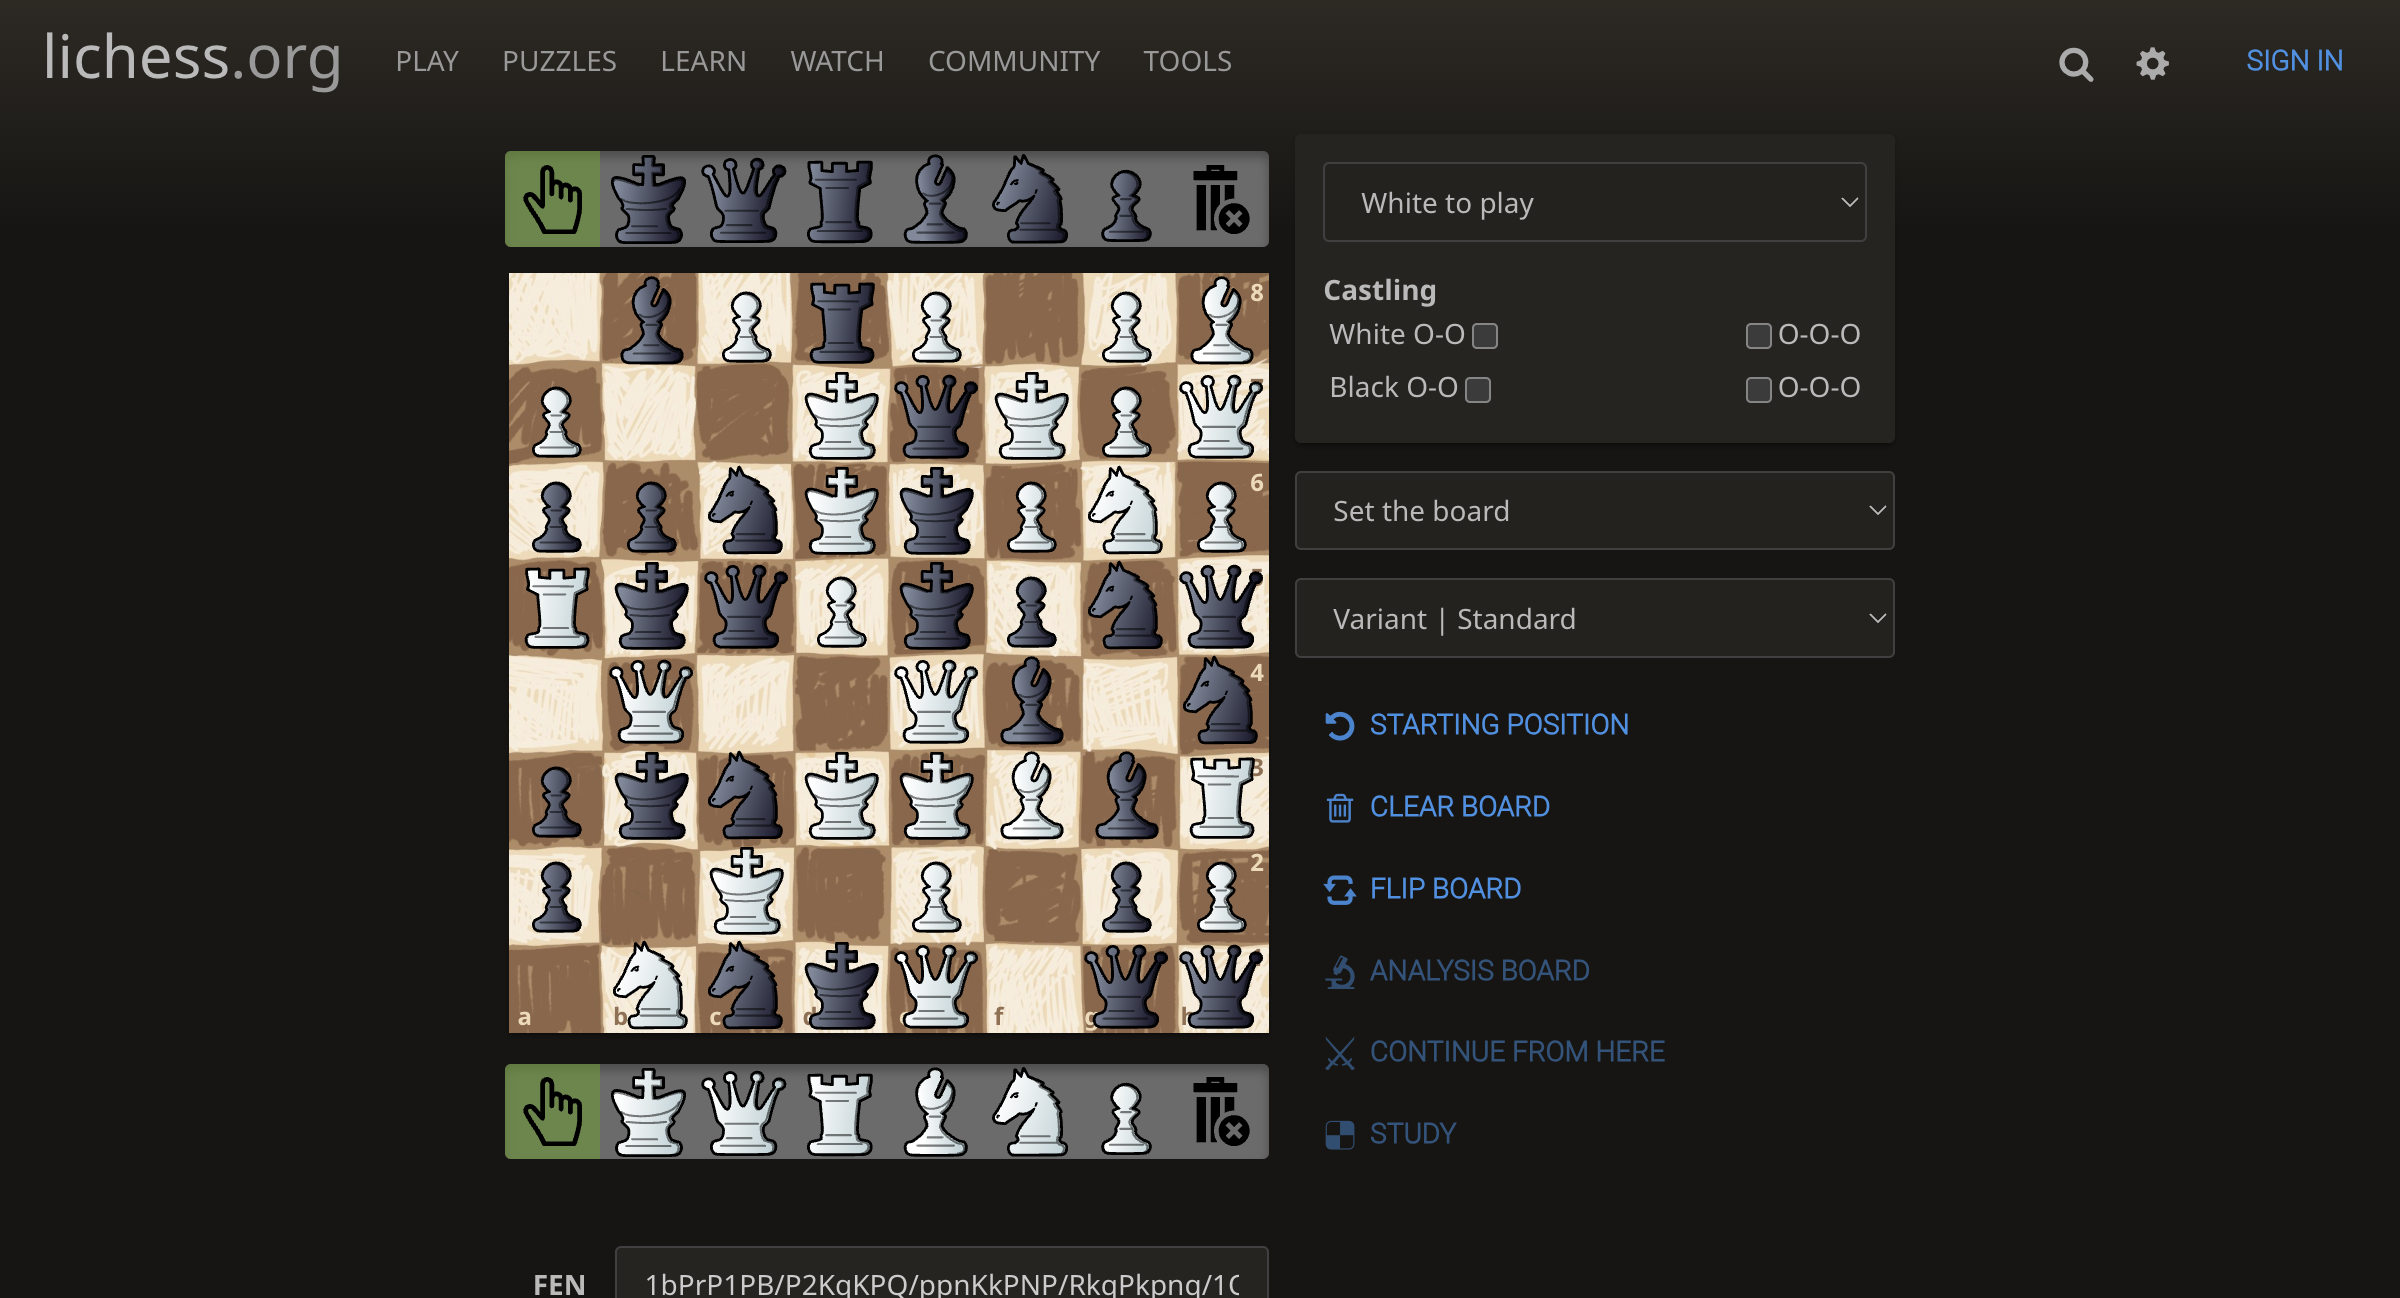 lichess.org PLAY PUZZLES LEARN WATCH COMMUNITY TOOLS SIGN IN
White to play
Castling
White O-O O-O-O
Black O-O O-O-O
Set the board
Variant | Standard
STARTING POSITION
CLEAR BOARD
FLIP BOARD
ANALYSIS BOARD
CONTINUE FROM HERE
STUDY
8
6
4
3
2
a b c d f g h
FEN 1bPrP1PB/P2KqKPQ/ppnKkPNP/RkqPkpnq/1